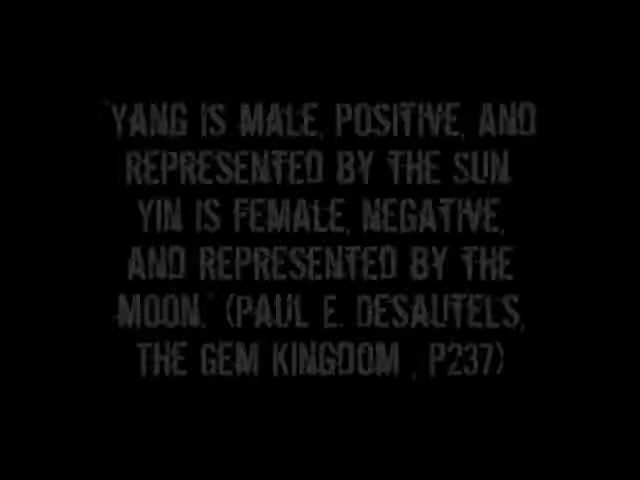 "YANG IS MALE, POSITIVE, AND
REPRESENTED BY THE SUN.
YIN IS FEMALE, NEGATIVE,
AND REPRESENTED BY THE
MOON." (PAUL E. DESAUTELS,
THE GEM KINGDOM , P237)